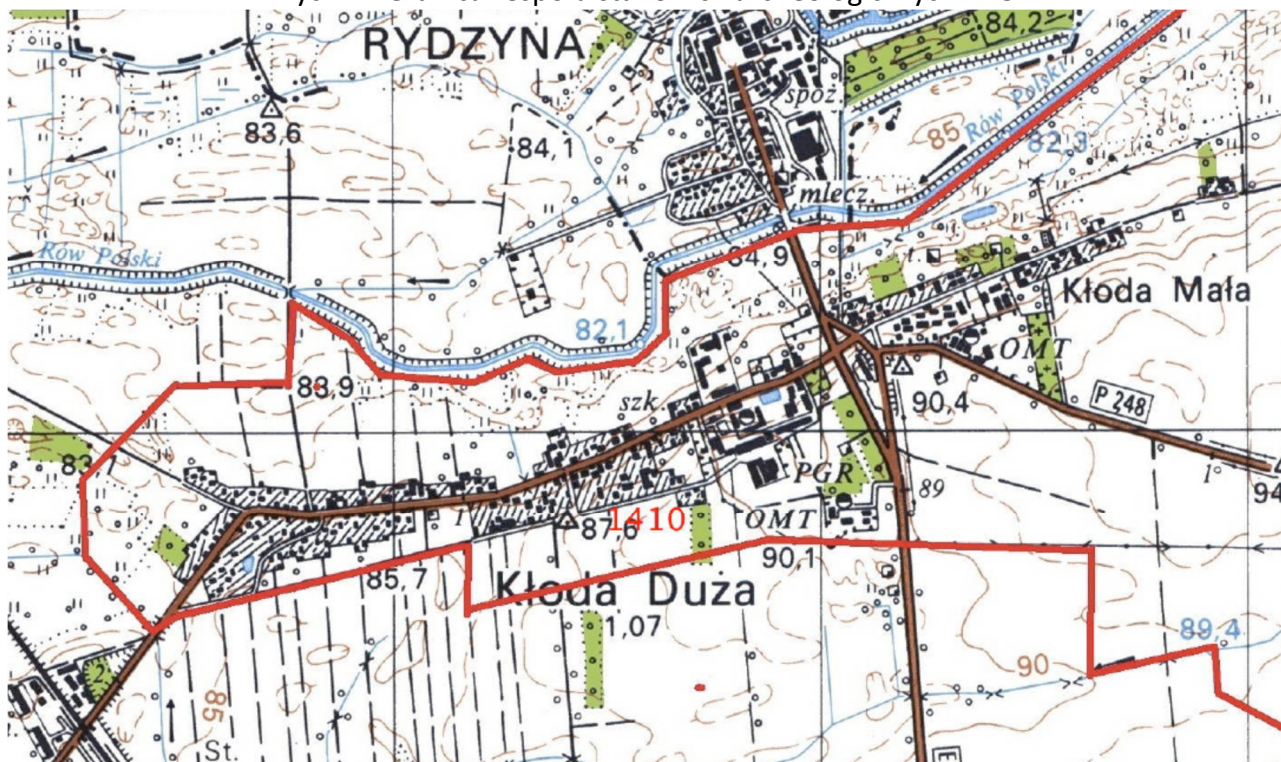 RYDZYNA
84,2
spoż.
83,6
84,1
85
Rów Polski
82,3
mlecz.
Rów Polski
84,9
Kłoda Mała
82,1
OMT
83,9
szk.
90,4
P 248
PGR
89
94
1410
OMT
87,6
90,1
85,7
Kłoda Duża
1,07
89,4
90
2
85
St.
E